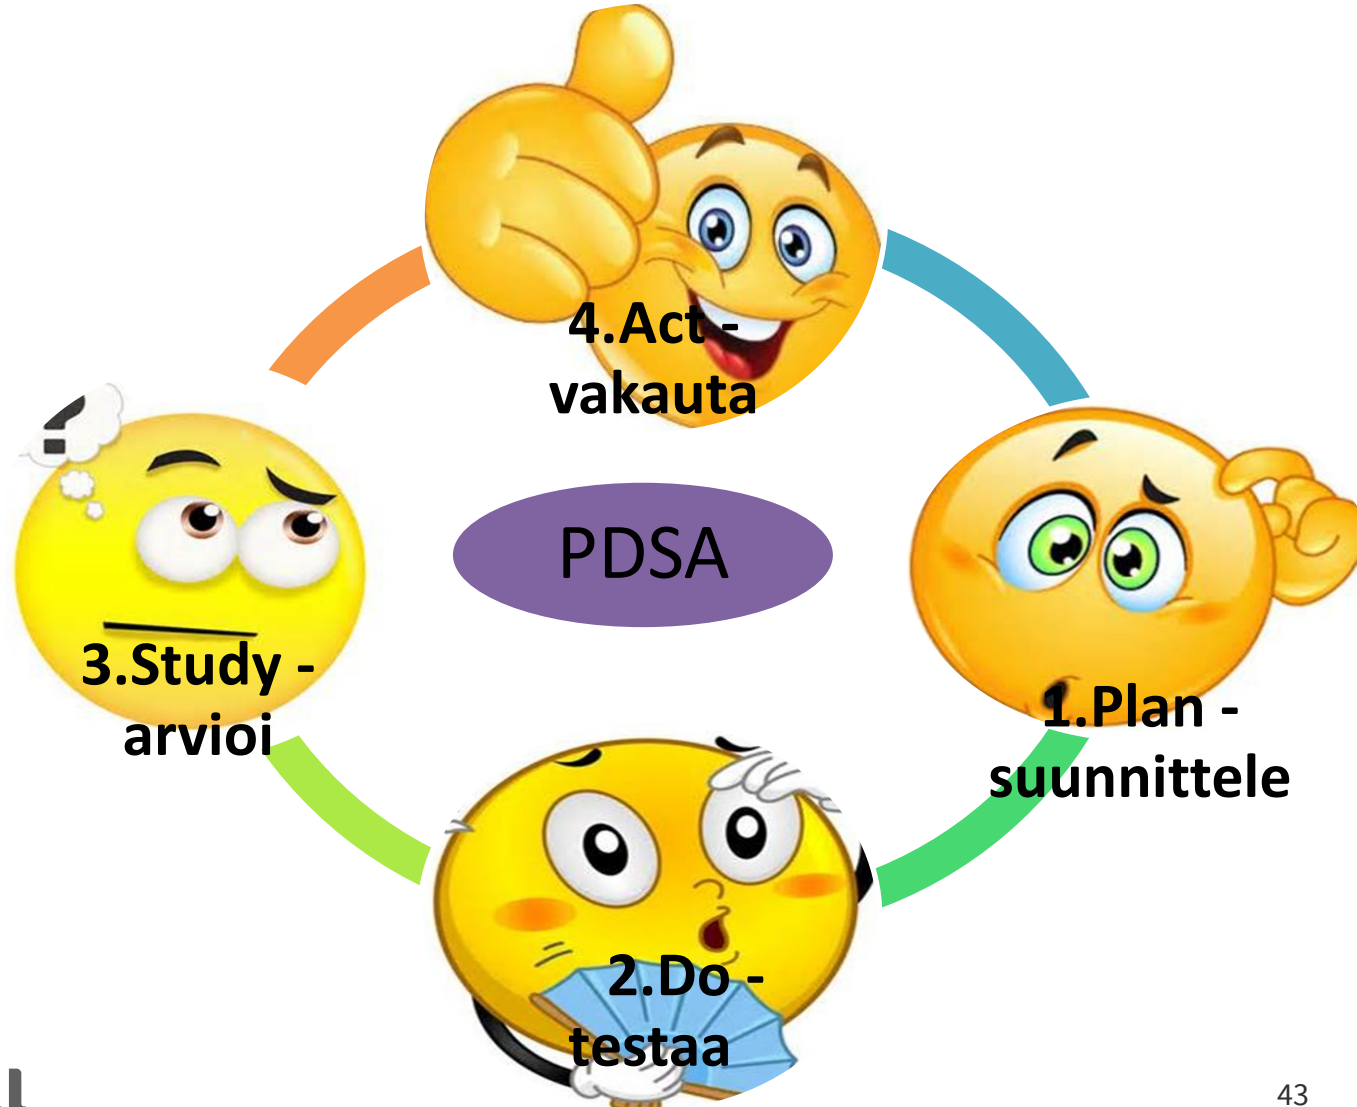 4.Act -
vakauta
PDSA
?
3.Study -
arvioi
1.Plan -
suunnittele
2.Do -
testaa
43